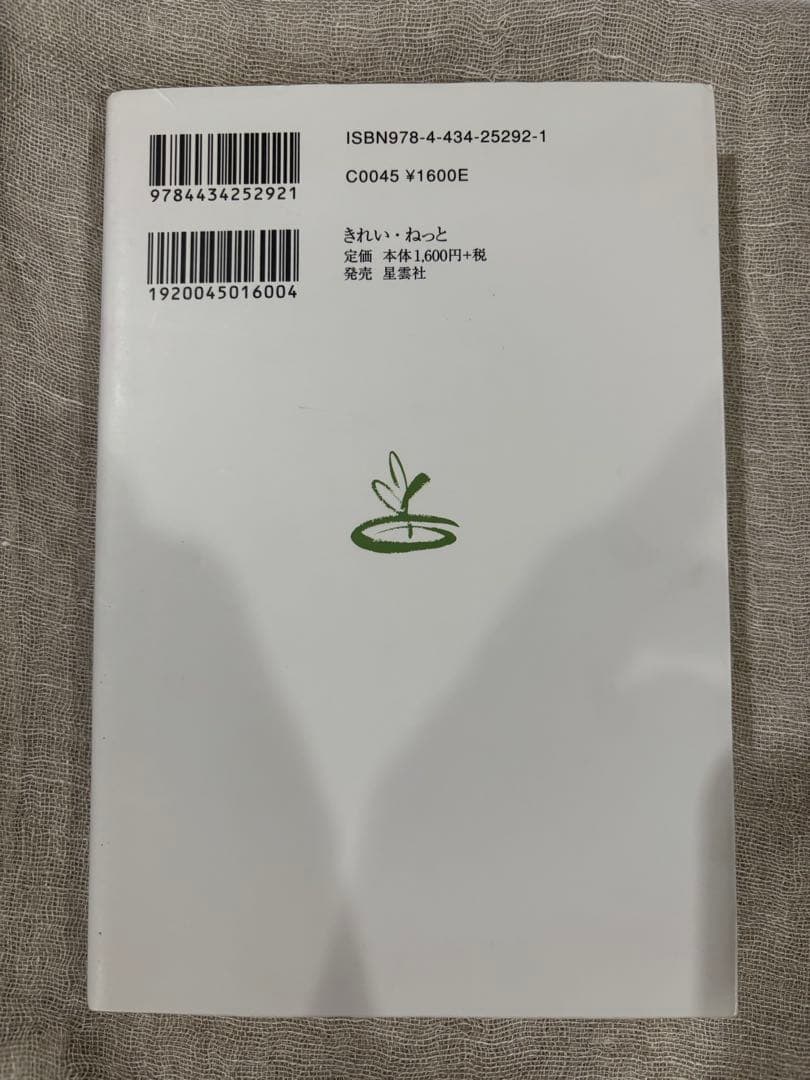 ISBN978-4-434-25292-1
9784434252921
C0045 ¥1600E
きれい・ねっと
定価 本体1,600円+税
発売 星雲社
1920045016004